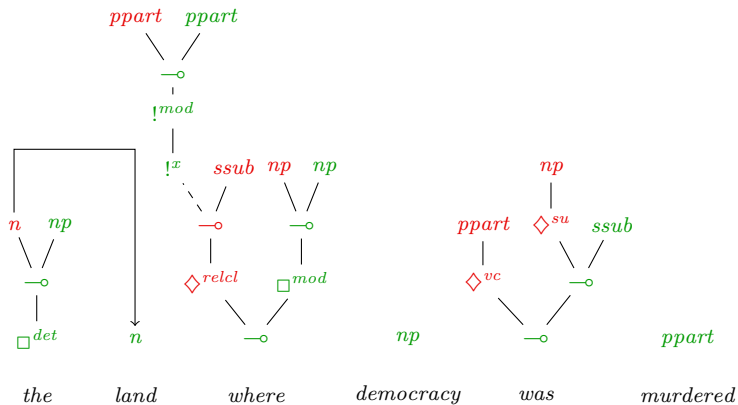 ppart ppart
⊸
!^mod
!^x ssub np np np
n np ⊸ ⊸ ppart ◇^su ssub
⊸ ◇^relcl □^mod ◇^vc ⊸
□^det n ⊸ np ⊸ ppart
the land where democracy was murdered